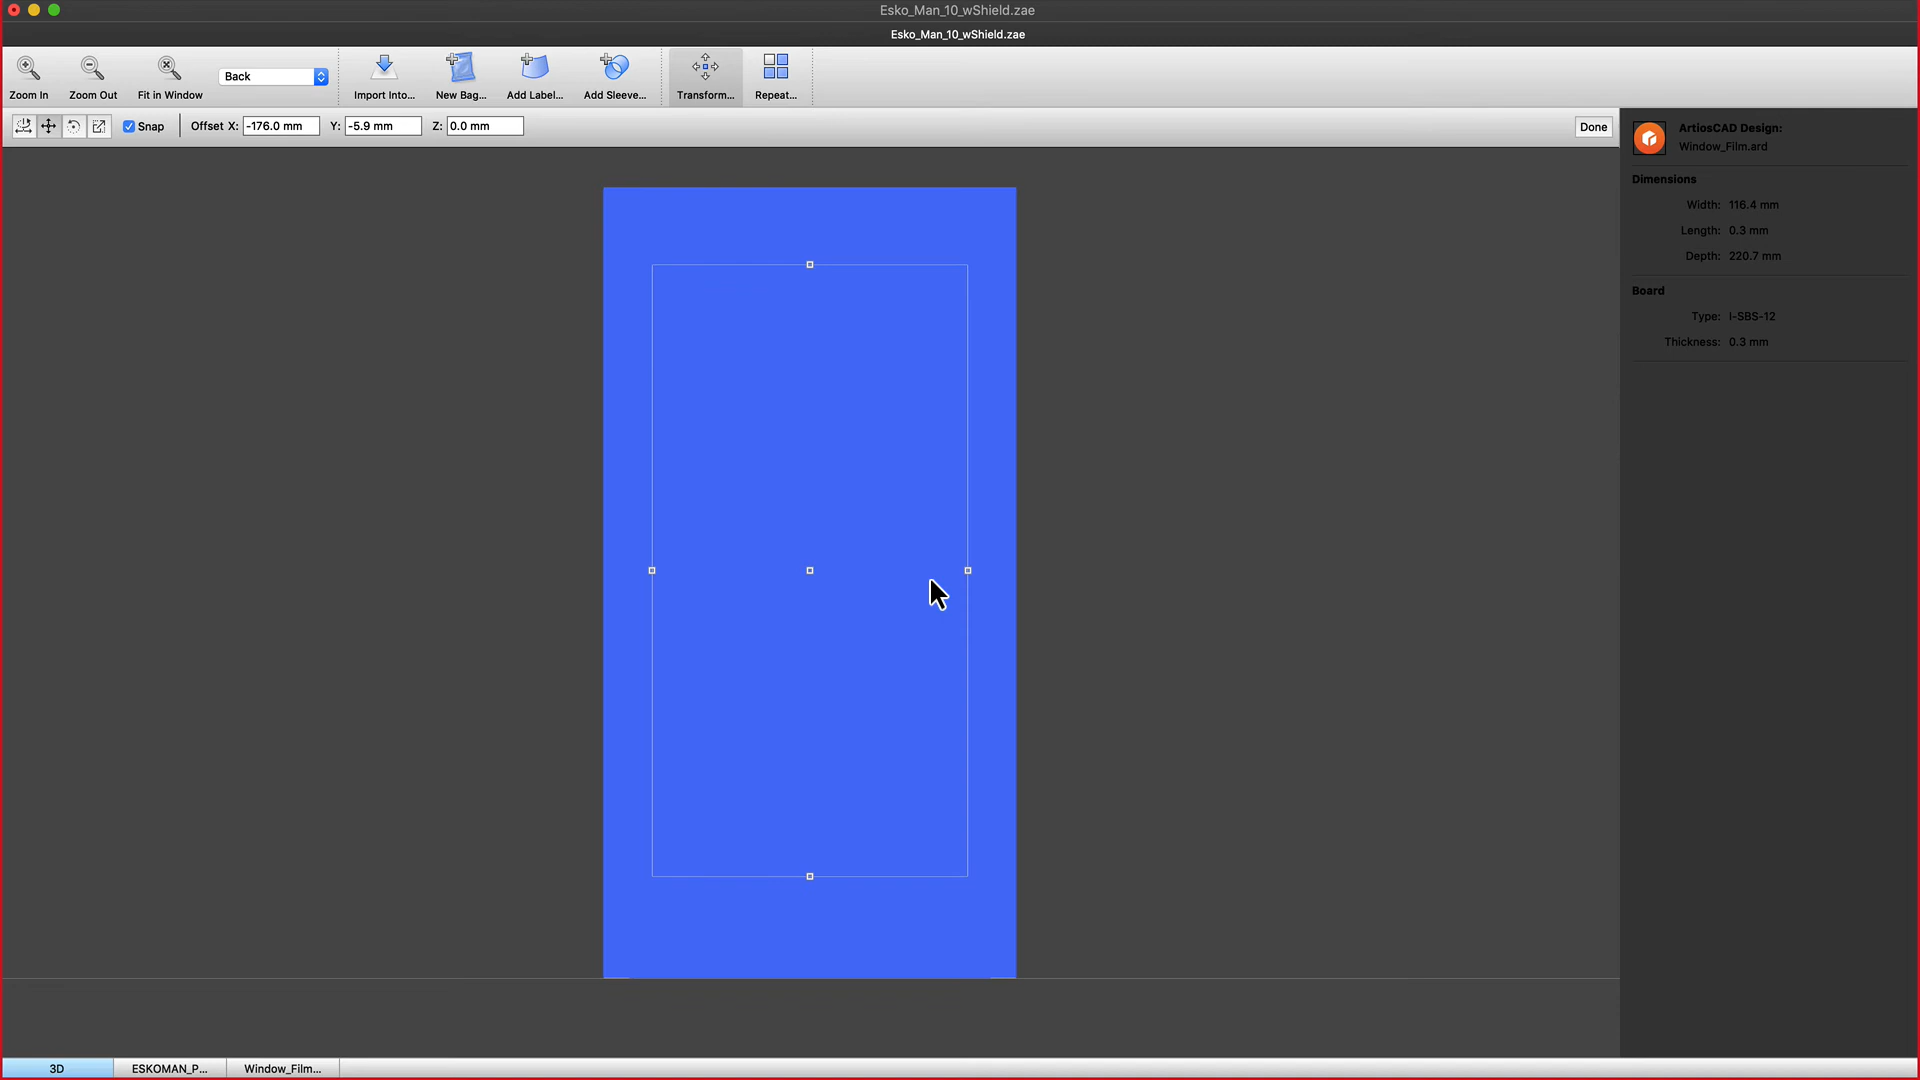 Esko_Man_10_wShield.zae
Esko_Man_10_wShield.zae
Zoom In
Zoom Out
Fit in Window
Back
Import Into...
New Bag...
Add Label...
Add Sleeve...
Transform...
Repeat...
Snap
Offset X: -176.0 mm
Y: -5.9 mm
Z: 0.0 mm
Done
ArtiosCAD Design:
Window_Film.ard
Dimensions
Width: 116.4 mm
Length: 0.3 mm
Depth: 220.7 mm
Board
Type: I-SBS-12
Thickness: 0.3 mm
3D
ESKOMAN_P...
Window_Film...